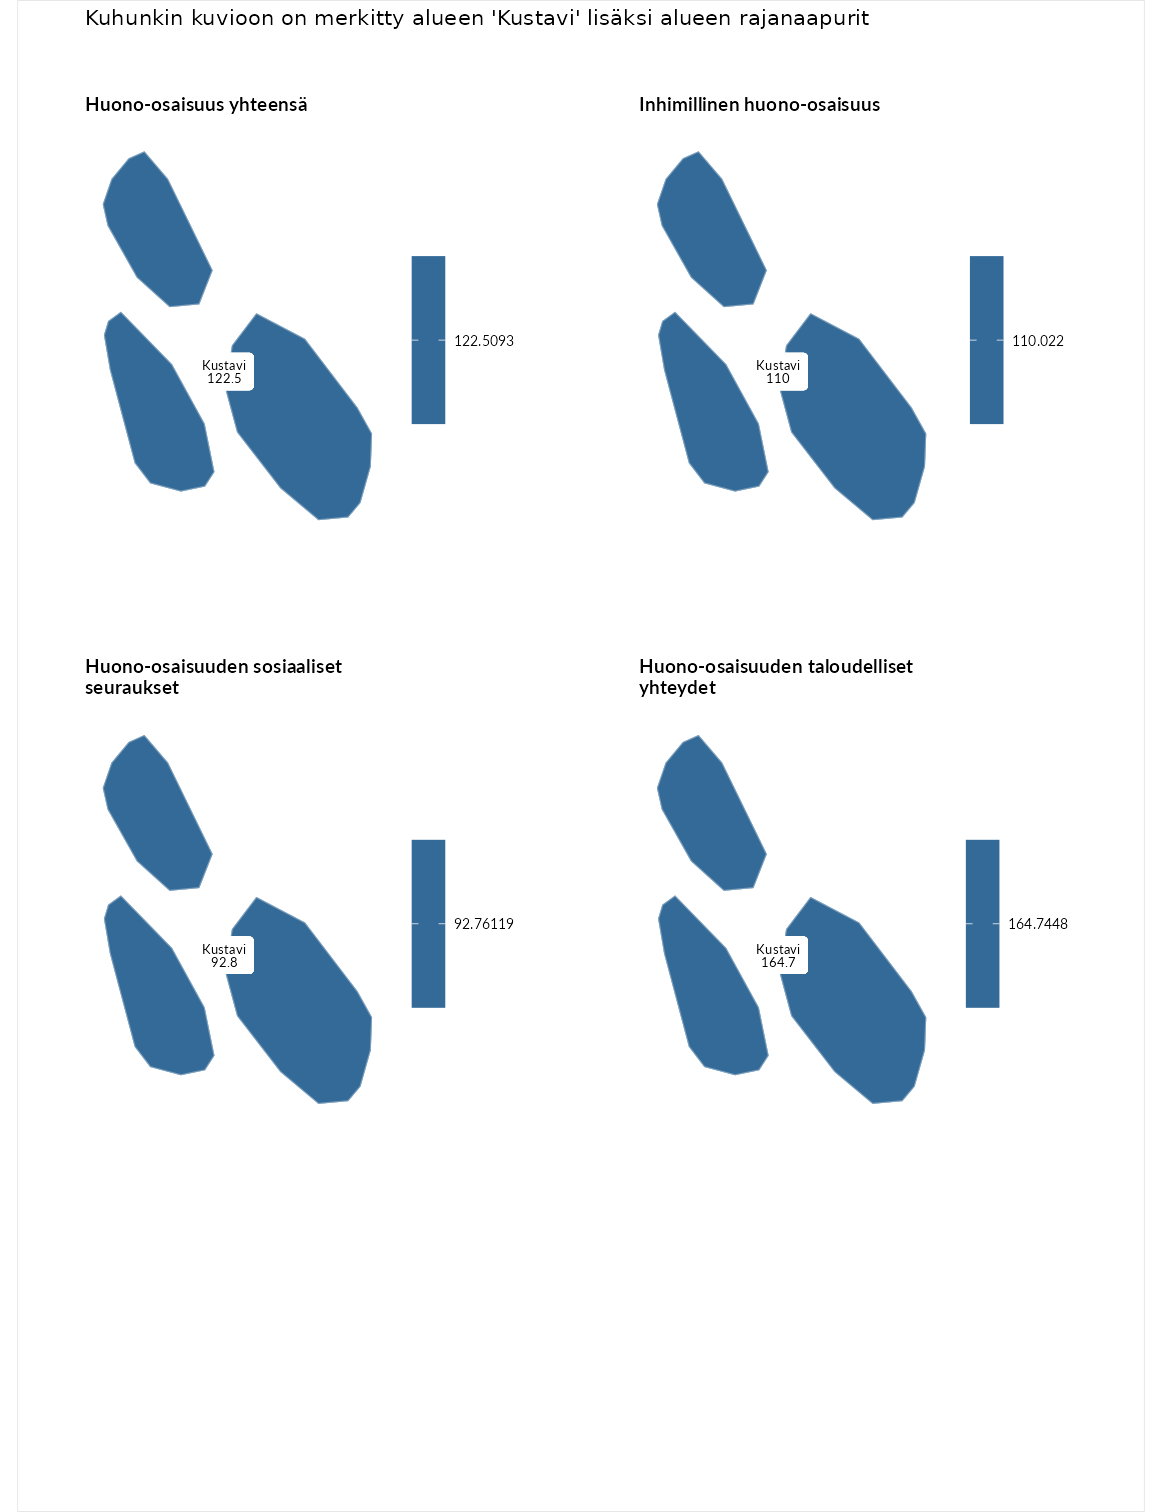 Kuhunkin kuvioon on merkitty alueen 'Kustavi' lisäksi alueen rajanaapurit
Huono-osaisuus yhteensä
Kustavi
122.5
122.5093
Inhimillinen huono-osaisuus
Kustavi
110
110.022
Huono-osaisuuden sosiaaliset
seuraukset
Kustavi
92.8
92.76119
Huono-osaisuuden taloudelliset
yhteydet
Kustavi
164.7
164.7448